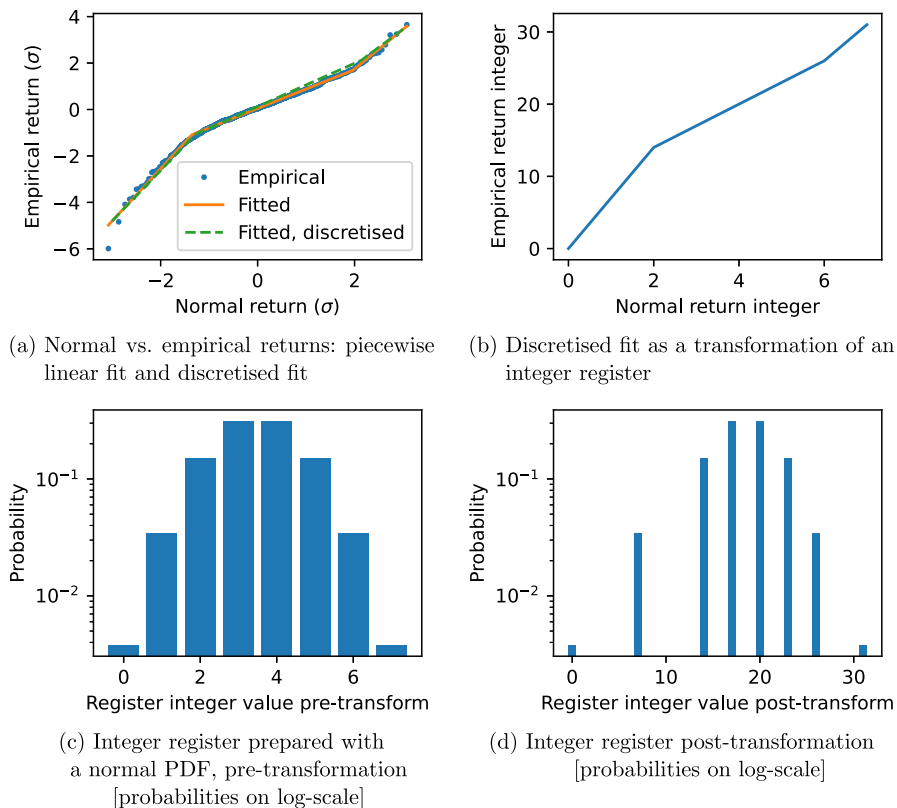 4
2
0
−2
−4
−6
Empirical return (σ)
Empirical
Fitted
Fitted, discretised
−2 0 2
Normal return (σ)
30
20
10
0
Empirical return integer
0 2 4 6
Normal return integer
(a) Normal vs. empirical returns: piecewise
linear fit and discretised fit
(b) Discretised fit as a transformation of an
integer register
10⁻¹
10⁻²
Probability
0 2 4 6
Register integer value pre-transform
10⁻¹
10⁻²
Probability
0 10 20 30
Register integer value post-transform
(c) Integer register prepared with
a normal PDF, pre-transformation
[probabilities on log-scale]
(d) Integer register post-transformation
[probabilities on log-scale]